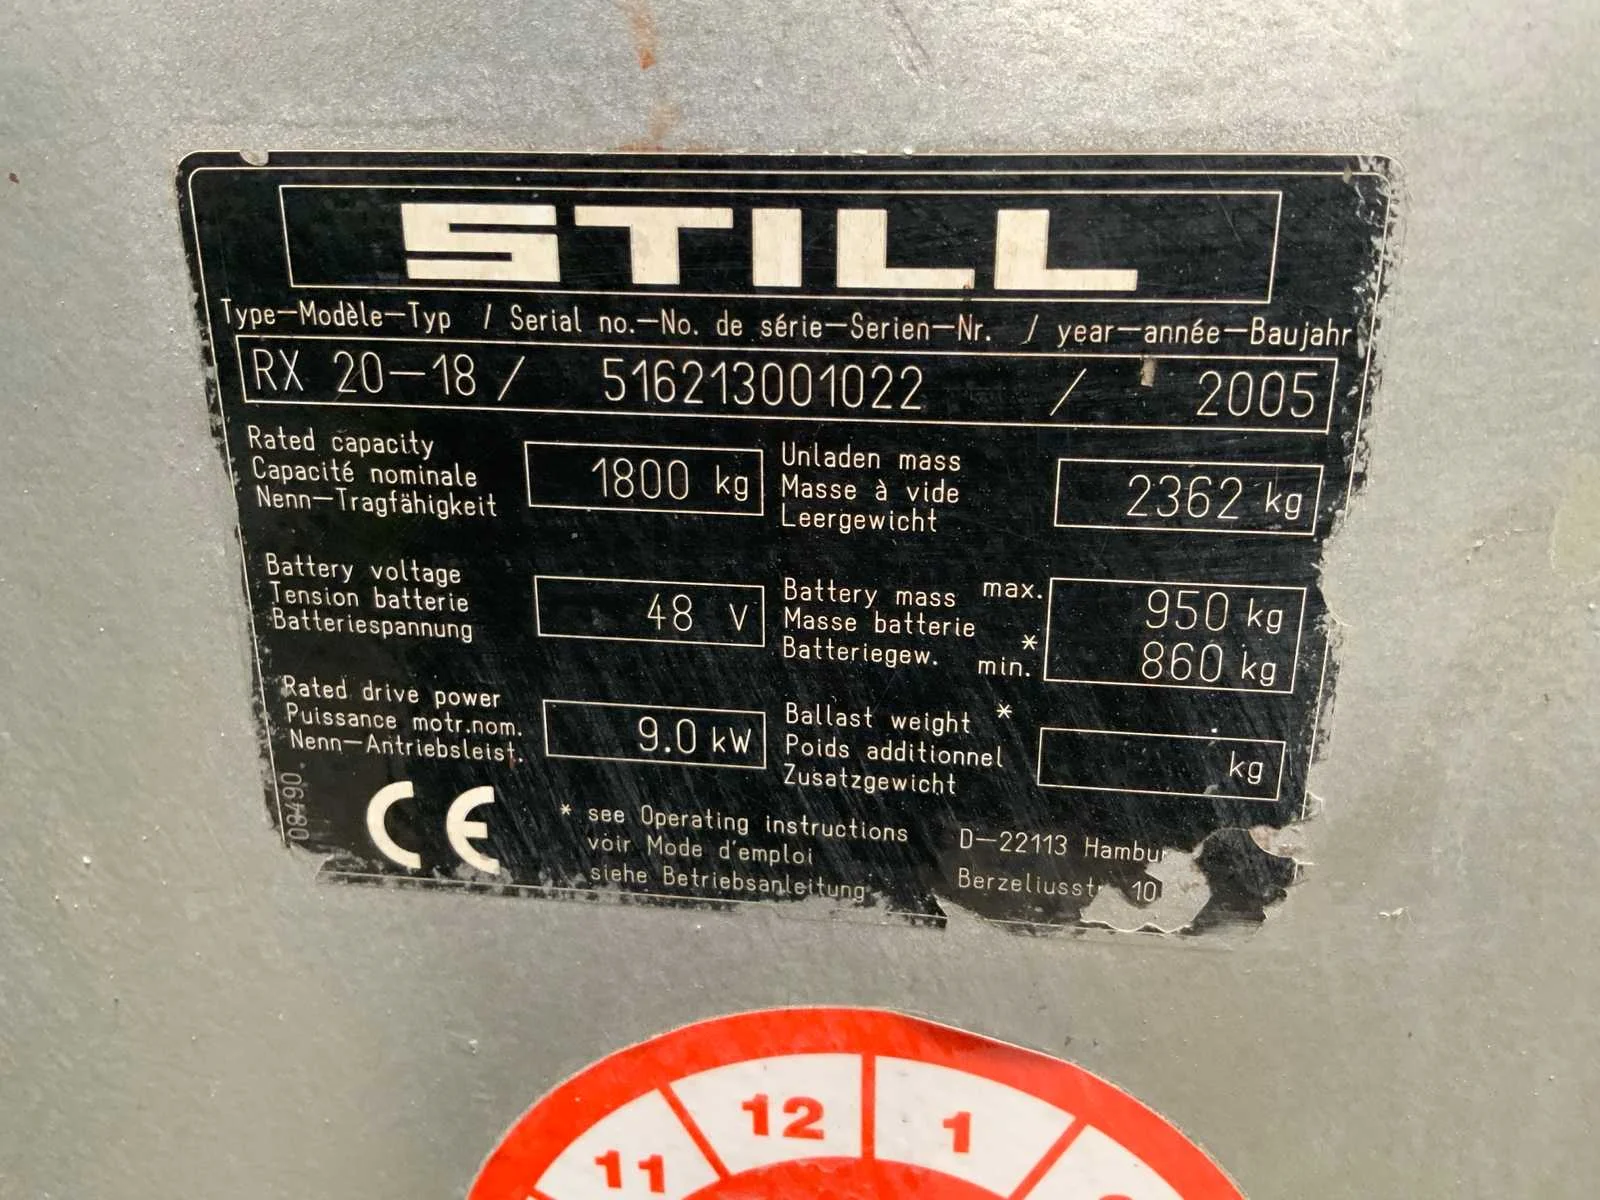 STILL
Type-Modèle-Typ / Serial no.-No. de série-Serien-Nr. / year-année-Baujahr
RX 20-18 / 516213001022 / 2005
Rated capacity
Capacité nominale
Nenn-Tragfähigkeit
1800 kg
Unladen mass
Masse à vide
Leergewicht
2362 kg
Battery voltage
Tension batterie
Batteriespannung
48 V
Battery mass max. 950 kg
Masse batterie
Batteriegew. * min. 860 kg
Rated drive power
Puissance motr.nom.
Nenn-Antriebsleist.
9.0 kW
Ballast weight *
Poids additionnel
Zusatzgewicht
kg
08490.
CE
* see Operating instructions
voir Mode d'emploi
siehe Betriebsanleitung
D-22113 Hambur
Berzeliusstr 10
11 12 1